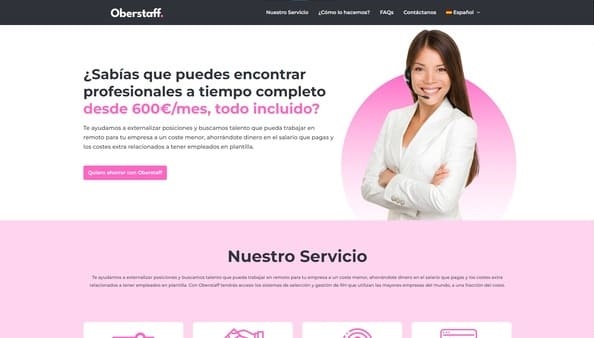 Oberstaff.
Nuestro Servicio
¿Cómo lo hacemos?
FAQs
Contáctanos
Español
¿Sabías que puedes encontrar
profesionales a tiempo completo
desde 600€/mes, todo incluido?
Te ayudamos a externalizar posiciones y buscamos talento que pueda trabajar en
remoto para tu empresa a un coste menor, ahorrándote dinero en el salario que pagas y
los costes extra relacionados a tener empleados en plantilla.
Quiero ahorrar con Oberstaff
Nuestro Servicio
Te ayudamos a externalizar posiciones y buscamos talento que pueda trabajar en remoto para tu empresa a un coste menor, ahorrándote dinero en el salario que pagas y los costes extra
relacionados a tener empleados en plantilla. Con Oberstaff tendrás acceso los sistemas de selección y gestión de RH que utilizan las mayores empresas del mundo, a una fracción del costo.